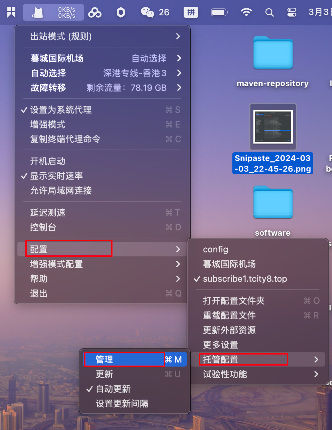 26
拼
3月3
出站模式 (规则)
暮城国际机场 自动选择
自动选择 深港专线-香港3
故障转移 剩余流量：78.19 GB
✓ 设置为系统代理 ⌘ S
增强模式 ⌘ E
复制终端代理命令 ⌘ C
开机启动
✓ 显示实时速率
允许局域网连接
延迟测速 ⌘ T
控制台 ⌘ D
配置
增强模式配置
帮助
退出 ⌘ Q
config
暮城国际机场
✓ subscribe1.tcity8.top
打开配置文件夹 ⌘ O
重载配置文件 ⌘ R
更新外部资源
更多设置
托管配置
试验性功能
管理 ⌘ M
更新 ⌘ U
✓ 自动更新
设置更新间隔
maven-repository
Snipaste_2024-03-03_22-45-26.png
software